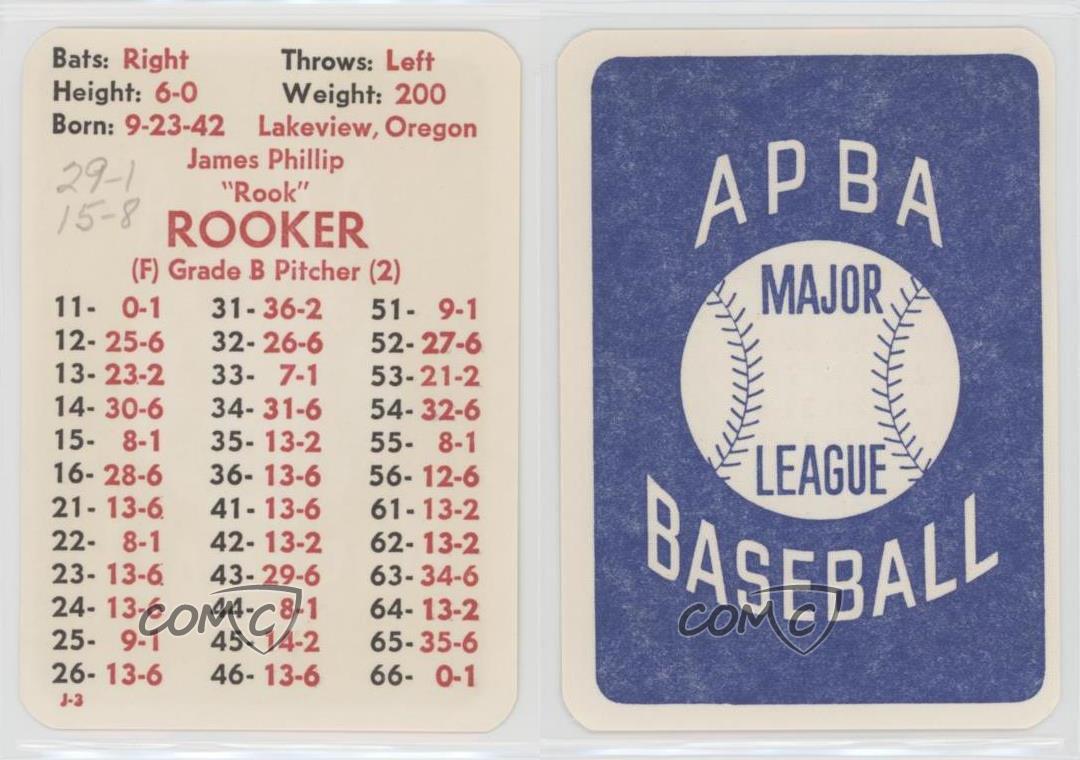 Bats: Right Throws: Left
Height: 6-0 Weight: 200
Born: 9-23-42 Lakeview, Oregon
James Phillip
29-1
"Rook"
15-8
ROOKER
(F) Grade B Pitcher (2)
11- 0-1 31- 36-2 51- 9-1
12- 25-6 32- 26-6 52- 27-6
13- 23-2 33- 7-1 53- 21-2
14- 30-6 34- 31-6 54- 32-6
15- 8-1 35- 13-2 55- 8-1
16- 28-6 36- 13-6 56- 12-6
21- 13-6 41- 13-6 61- 13-2
22- 8-1 42- 13-2 62- 13-2
23- 13-6 43- 29-6 63- 34-6
24- 13-6 44- 8-1 64- 13-2
25- 9-1 45- 14-2 65- 35-6
26- 13-6 46- 13-6 66- 0-1
J-3
COMC
APBA
MAJOR
LEAGUE
BASEBALL
COMC